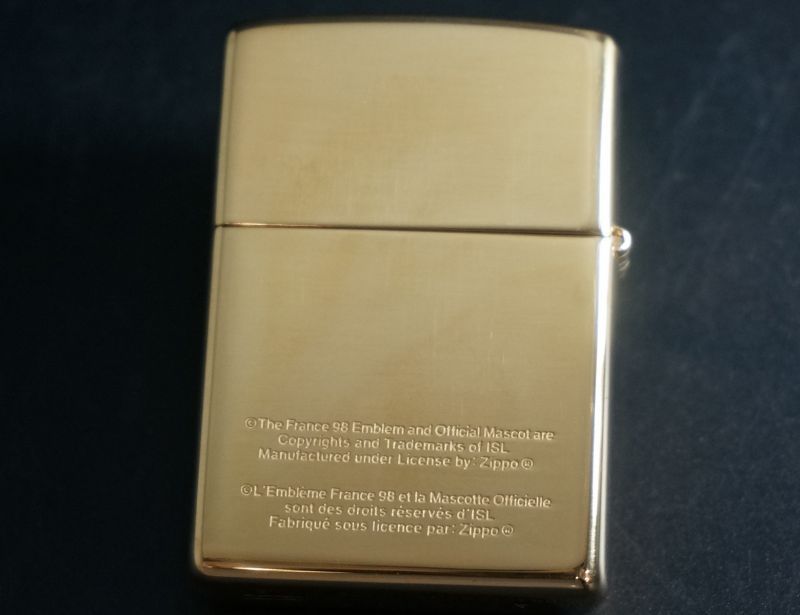 ©The France 98 Emblem and Official Mascot are
Copyrights and Trademarks of ISL
Manufactured under License by: Zippo®
©L'Emblème France 98 et la Mascotte Officielle
sont des droits réservés d'ISL
Fabriqué sous licence par: Zippo®